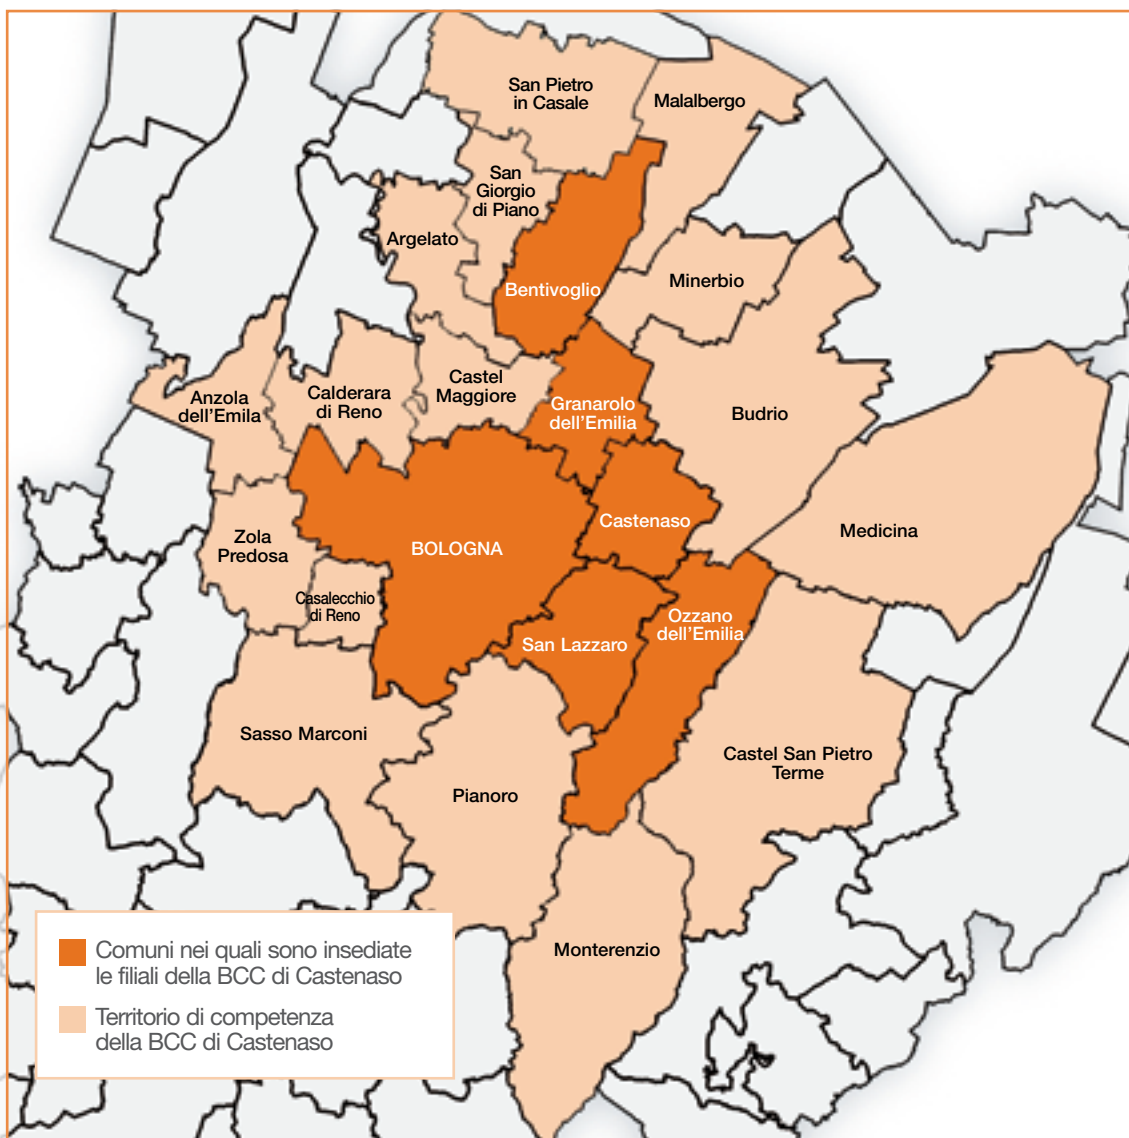 San Pietro
in Casale
Malalbergo
San
Giorgio
di Piano
Argelato
Minerbio
Bentivoglio
Castel
Maggiore
Calderara
di Reno
Anzola
dell'Emila
Granarolo
dell'Emilia
Budrio
Castenaso
Medicina
Zola
Predosa
BOLOGNA
Casalecchio
di Reno
Ozzano
dell'Emilia
San Lazzaro
Sasso Marconi
Castel San Pietro
Terme
Pianoro
Monterenzio
Comuni nei quali sono insediate
le filiali della BCC di Castenaso
Territorio di competenza
della BCC di Castenaso